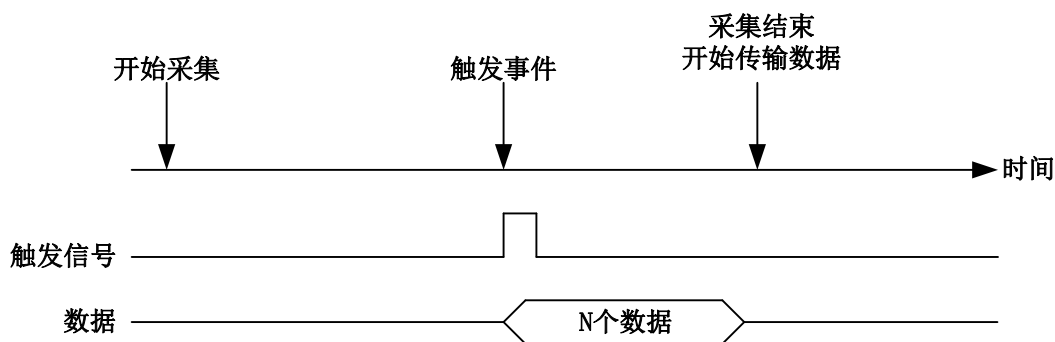 采集结束
开始传输数据
开始采集
触发事件
时间
触发信号
数据
N个数据